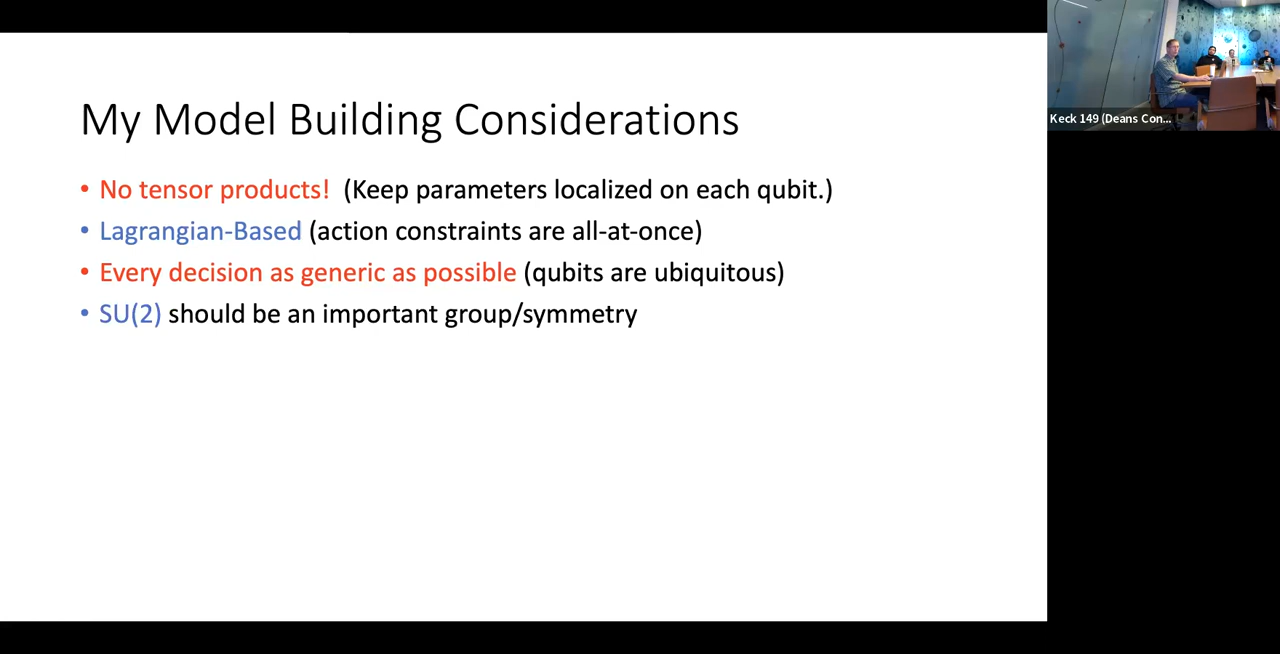 My Model Building Considerations
• No tensor products! (Keep parameters localized on each qubit.)
• Lagrangian-Based (action constraints are all-at-once)
• Every decision as generic as possible (qubits are ubiquitous)
• SU(2) should be an important group/symmetry
Keck 149 (Deans Con...